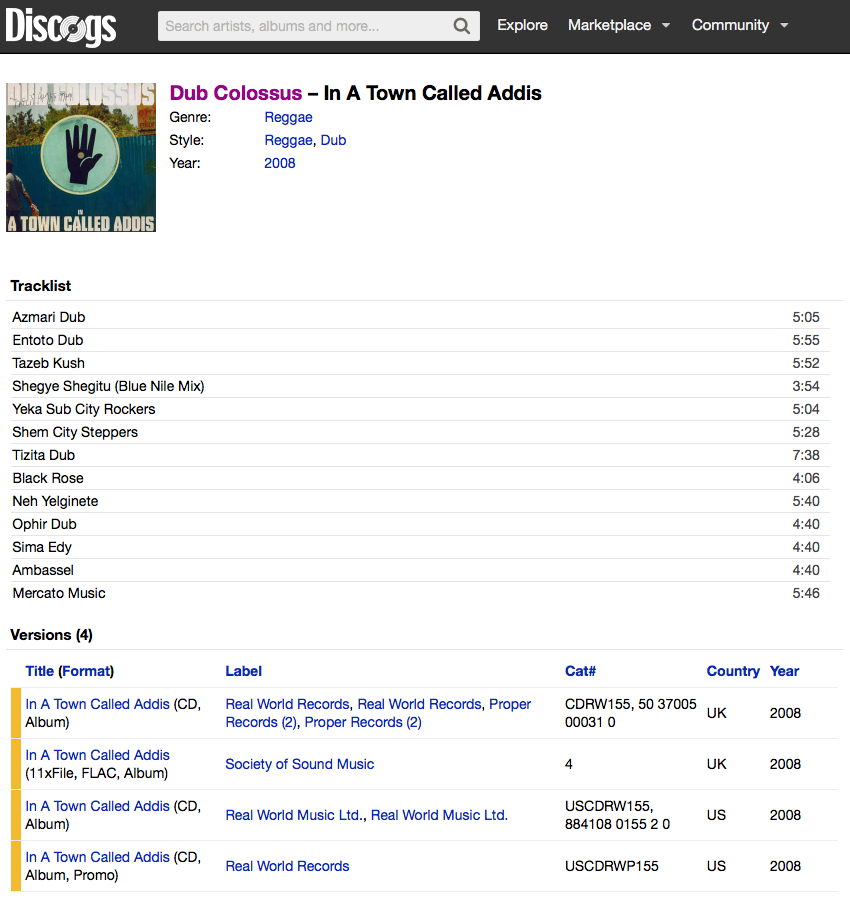 Discogs
Search artists, albums and more...
Explore
Marketplace
Community
DUB COLOSSUS
IN
A TOWN CALLED ADDIS
Dub Colossus – In A Town Called Addis
Genre: Reggae
Style: Reggae, Dub
Year: 2008
Tracklist
Azmari Dub 5:05
Entoto Dub 5:55
Tazeb Kush 5:52
Shegye Shegitu (Blue Nile Mix) 3:54
Yeka Sub City Rockers 5:04
Shem City Steppers 5:28
Tizita Dub 7:38
Black Rose 4:06
Neh Yelginete 5:40
Ophir Dub 4:40
Sima Edy 4:40
Ambassel 4:40
Mercato Music 5:46
Versions (4)
Title (Format) Label Cat# Country Year
In A Town Called Addis (CD, Album) Real World Records, Real World Records, Proper Records (2), Proper Records (2) CDRW155, 50 37005 00031 0 UK 2008
In A Town Called Addis (11xFile, FLAC, Album) Society of Sound Music 4 UK 2008
In A Town Called Addis (CD, Album) Real World Music Ltd., Real World Music Ltd. USCDRW155, 884108 0155 2 0 US 2008
In A Town Called Addis (CD, Album, Promo) Real World Records USCDRWP155 US 2008